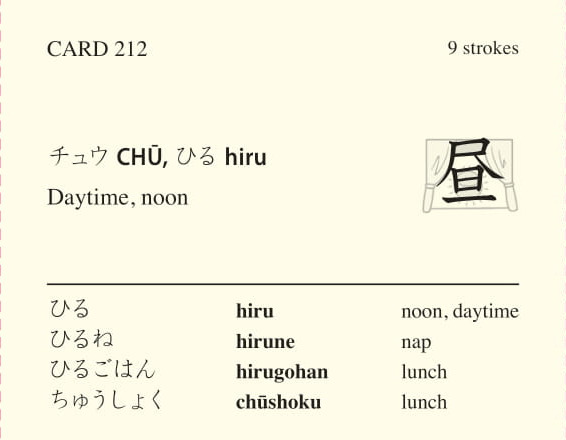 CARD 212 9 strokes
チュウ CHŪ, ひる hiru
Daytime, noon
昼
ひる hiru noon, daytime
ひるね hirune nap
ひるごはん hirugohan lunch
ちゅうしょく chūshoku lunch